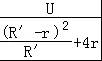 U
(R′-r)²
R′
+4r